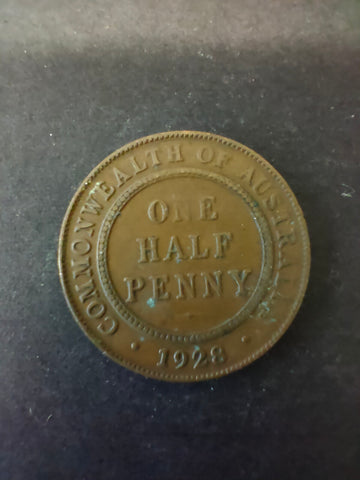 COMMONWEALTH OF AUSTRALIA
ONE
HALF
PENNY
· 1928 ·